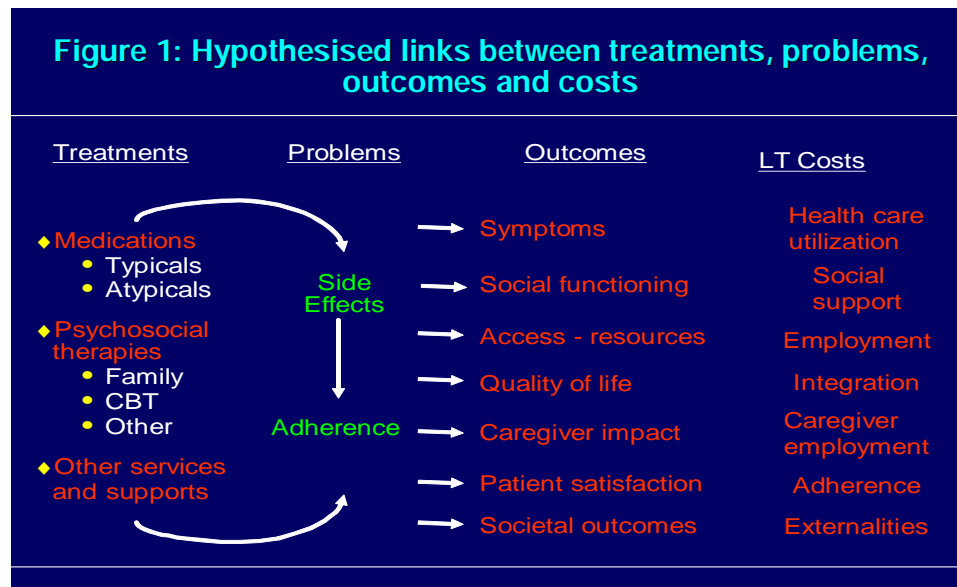 Figure 1: Hypothesised links between treatments, problems,
outcomes and costs
Treatments
Medications
Typicals
Atypicals
Psychosocial
therapies
Family
CBT
Other
Other services
and supports
Problems
Side
Effects
Adherence
Outcomes
Symptoms
Social functioning
Access - resources
Quality of life
Caregiver impact
Patient satisfaction
Societal outcomes
LT Costs
Health care
utilization
Social
support
Employment
Integration
Caregiver
employment
Adherence
Externalities